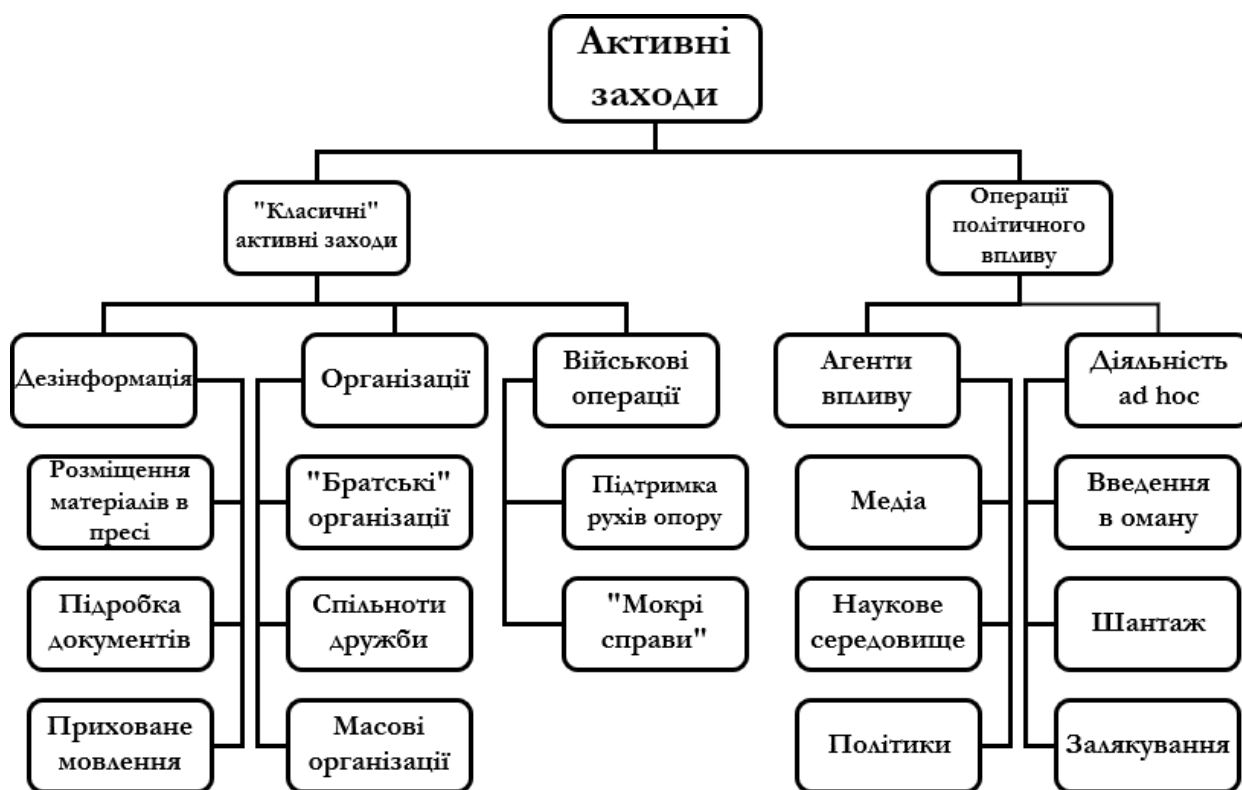 Активні
заходи
"Класичні"
активні заходи
Операції
політичного
впливу
Дезінформація
Організації
Військові
операції
Агенти
впливу
Діяльність
ad hoc
Розміщення
матеріалів в
пресі
"Братські"
організації
Підтримка
рухів опору
Медіа
Введення
в оману
Підробка
документів
Спільноти
дружби
"Мокрі
справи"
Наукове
середовище
Шантаж
Приховане
мовлення
Масові
організації
Політики
Залякування